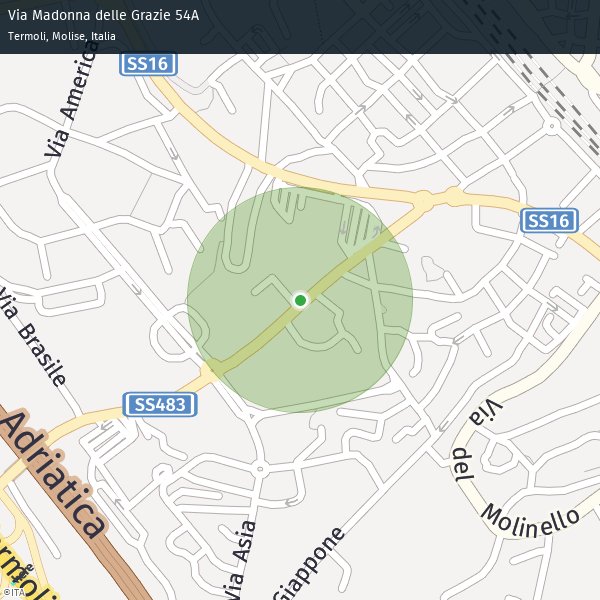 Via Madonna delle Grazie 54A
Termoli, Molise, Italia
SS16
Via America
SS16
Via Brasile
SS483
Adriatica
Via
del
Molinello
Via Asia
Giappone
©ITA